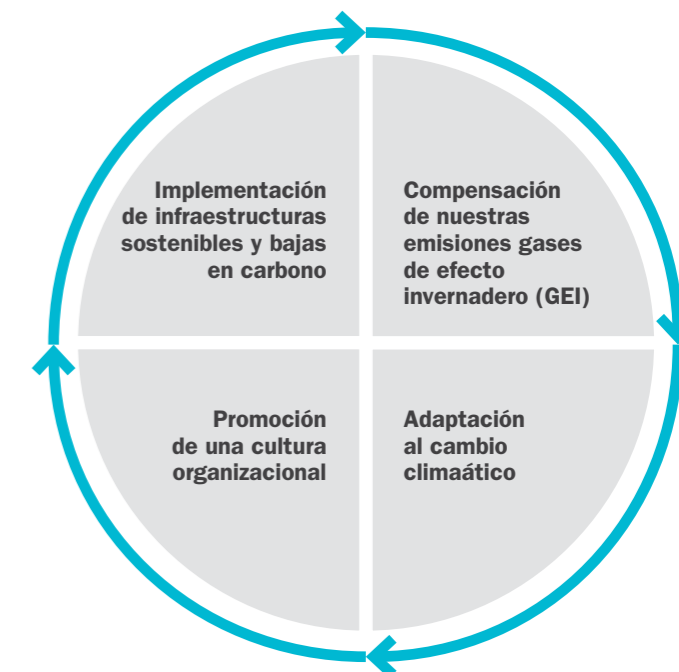 Implementación
de infraestructuras
sostenibles y bajas
en carbono
Compensación
de nuestras
emisiones gases
de efecto
invernadero (GEI)
Promoción
de una cultura
organizacional
Adaptación
al cambio
climaático